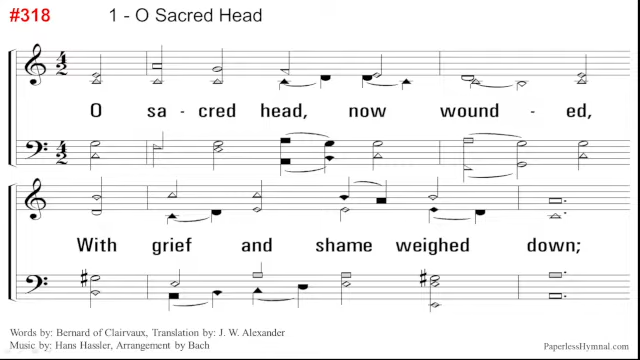 #318 1 - O Sacred Head
O sa - cred head, now wound - ed,
With grief and shame weighed down;
Words by: Bernard of Clairvaux, Translation by: J. W. Alexander
Music by: Hans Hassler, Arrangement by Bach
PaperlessHymnal.com